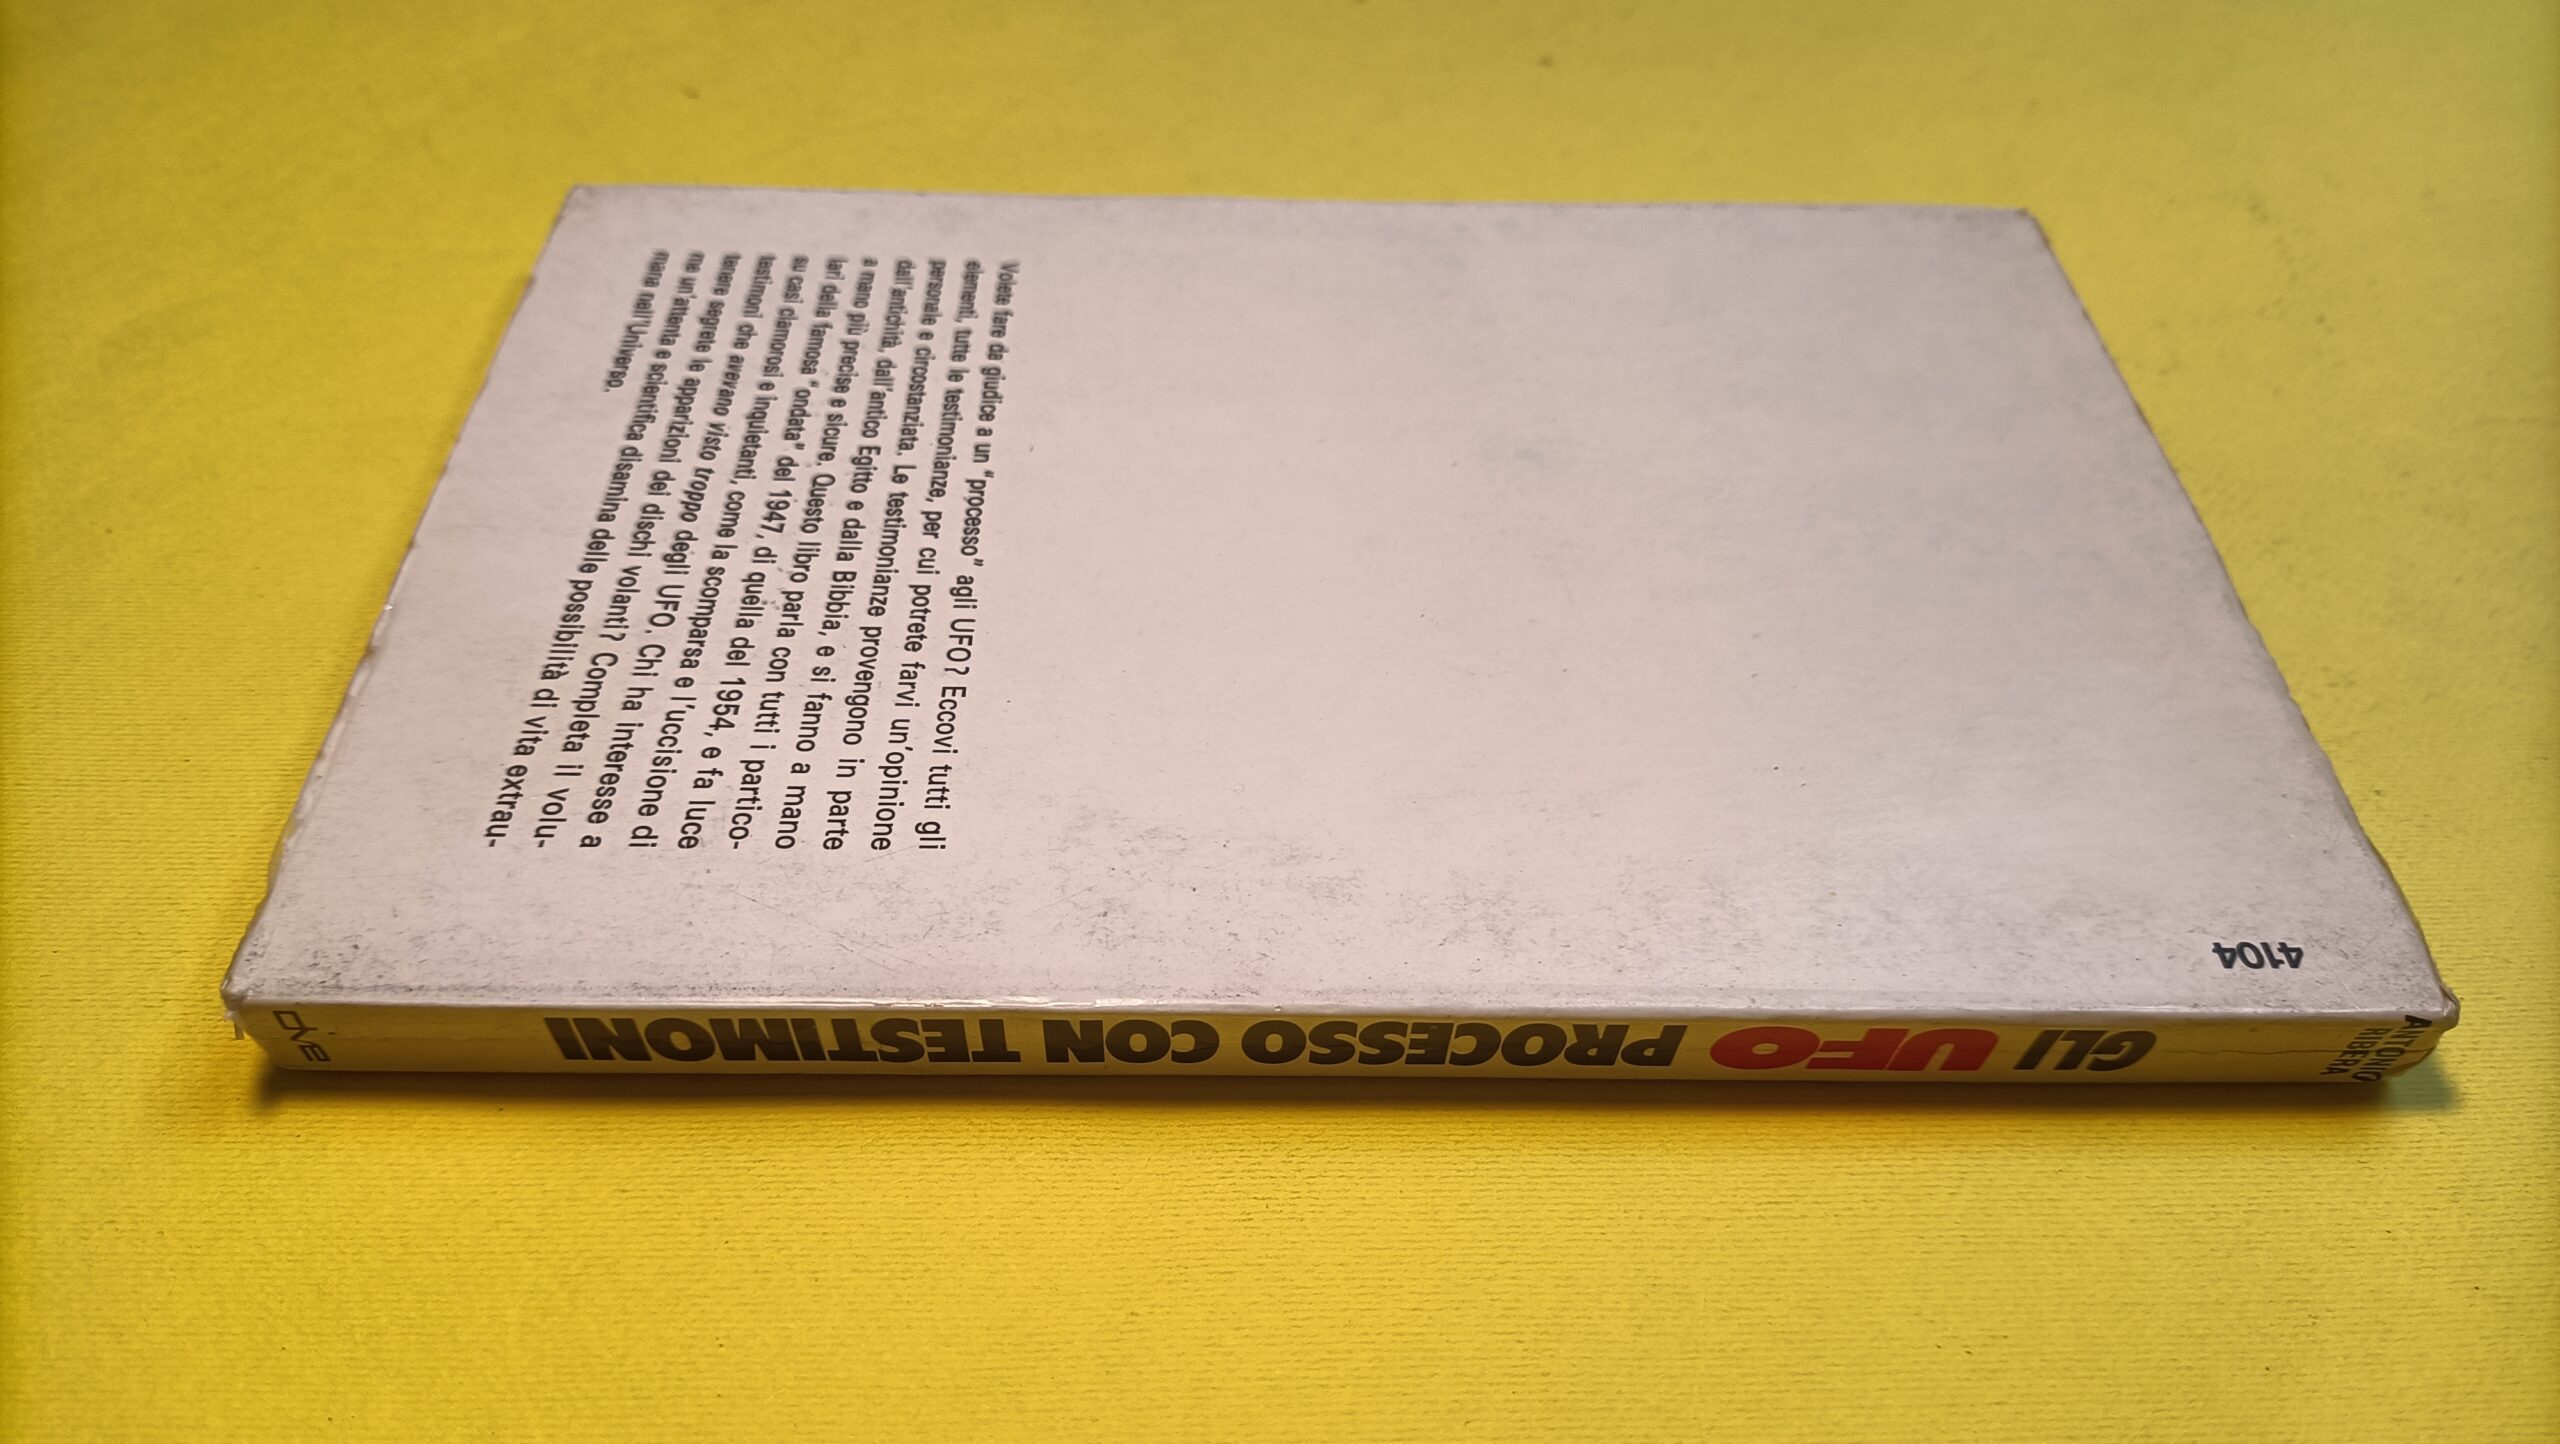 Volete fare da giudice a un "processo" agli UFO? Eccovi tutti gli
elementi, tutte le testimonianze, per cui potrete farvi un'opinione
personale e circostanziata. Le testimonianze provengono in parte
dall'antichità, dall'antico Egitto e dalla Bibbia, e si fanno a mano
a mano più precise e sicure. Questo libro parla con tutti i partico-
lari della famosa "ondata" del 1947, di quella del 1954, e fa luce
su casi clamorosi e inquietanti, come la scomparsa e l'uccisione di
testimoni che avevano visto troppo degli UFO. Chi ha interesse a
tenere segrete le apparizioni dei dischi volanti? Completa il volu-
me un'attenta e scientifica disamina delle possibilità di vita extrau-
mana nell'Universo.
4104
ANTONIO
RIBERA
GLI UFO PROCESSO CON TESTIMONI
dve